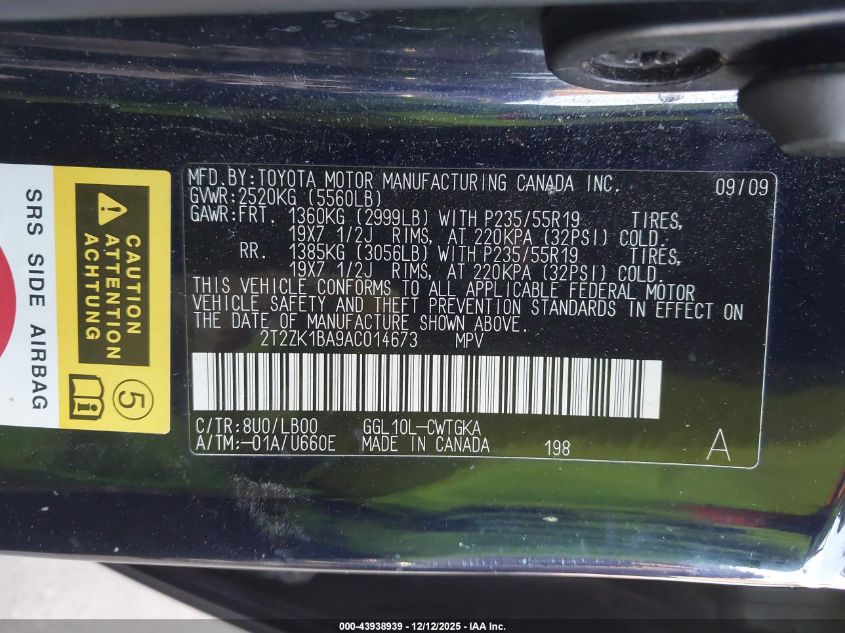 MFD.BY:TOYOTA MOTOR MANUFACTURING CANADA INC. 09/09
GVWR:2520KG (5560LB)
GAWR:FRT. 1360KG (2999LB) WITH P235/55R19 TIRES,
19X7 1/2J RIMS, AT 220KPA (32PSI) COLD.
RR. 1385KG (3056LB) WITH P235/55R19 TIRES,
19X7 1/2J RIMS, AT 220KPA (32PSI) COLD.
THIS VEHICLE CONFORMS TO ALL APPLICABLE FEDERAL MOTOR
VEHICLE SAFETY AND THEFT PREVENTION STANDARDS IN EFFECT ON
THE DATE OF MANUFACTURE SHOWN ABOVE.
2T2ZK1BA9AC014673 MPV
C/TR:8U0/LB00 GGL10L-CWTGKA
A/TM:-01A/U660E MADE IN CANADA 198 A
SRS SIDE AIRBAG
CAUTION
ATTENTION
ACHTUNG
5
000-43938939 - 12/12/2025 - IAA Inc.